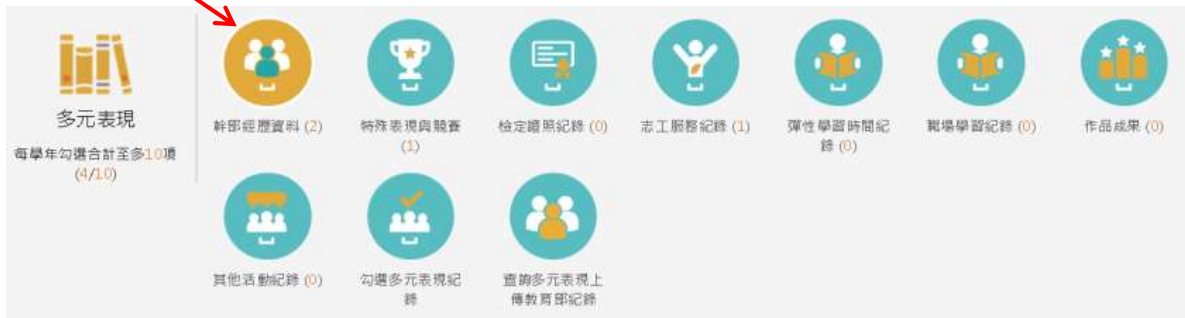 多元表現
每學年勾選合計至多10項
(4/10)
幹部經歷資料 (2)
特殊表現與競賽
(1)
檢定證照紀錄 (0)
志工服務紀錄 (1)
彈性學習時間紀
錄 (0)
職場學習紀錄 (0)
作品成果 (0)
其他活動紀錄 (0)
勾選多元表現紀
錄
查詢多元表現上
傳教育部紀錄